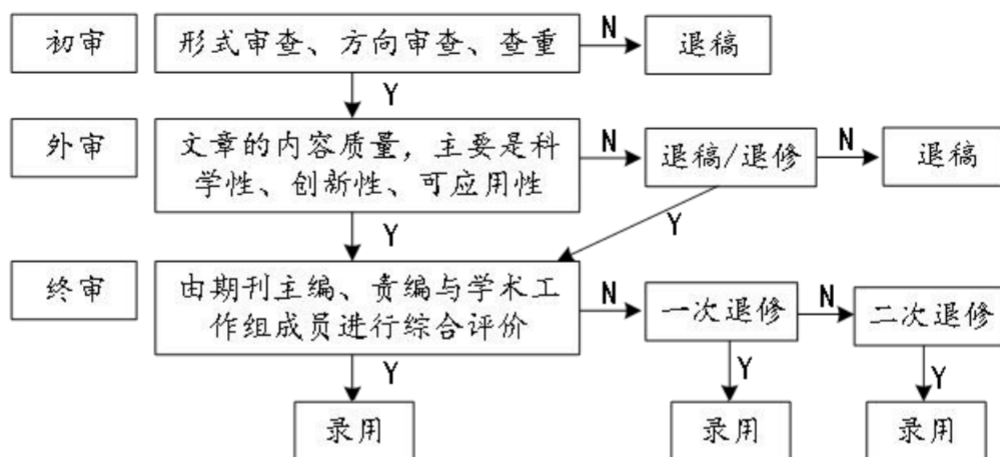 初审
形式审查、方向审查、查重
N
退稿
Y
外审
文章的内容质量，主要是科
学性、创新性、可应用性
N
退稿/退修
N
退稿
Y
Y
终审
由期刊主编、责编与学术工
作组成员进行综合评价
N
一次退修
N
二次退修
Y
Y
Y
录用
录用
录用